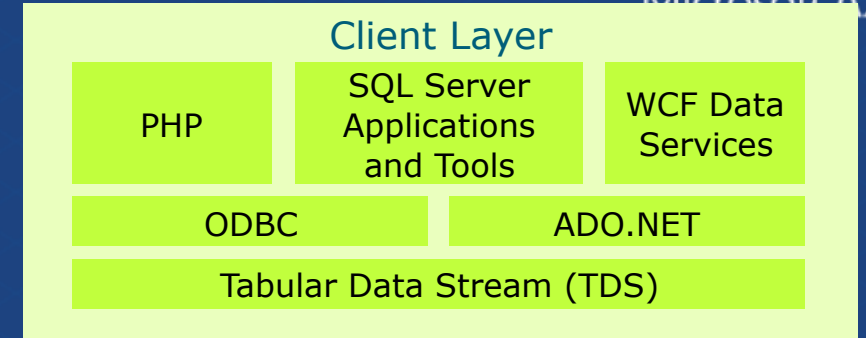 Client Layer
PHP
SQL Server
Applications
and Tools
WCF Data
Services
ODBC
ADO.NET
Tabular Data Stream (TDS)